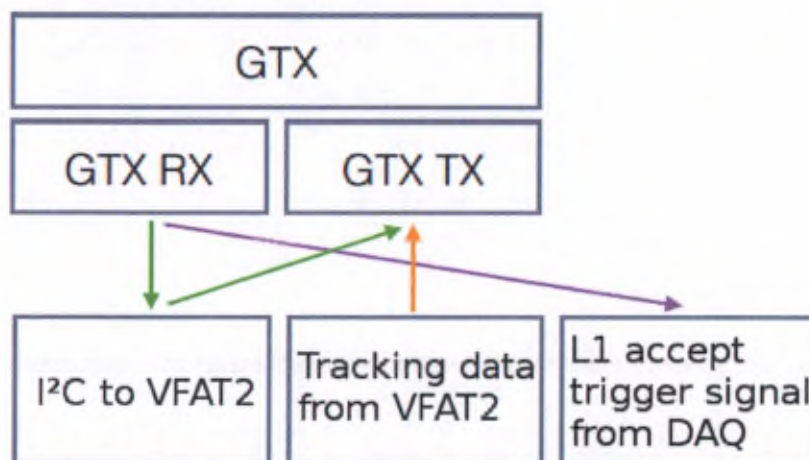 GTX
GTX RX
GTX TX
I²C to VFAT2
Tracking data
from VFAT2
L1 accept
trigger signal
from DAQ